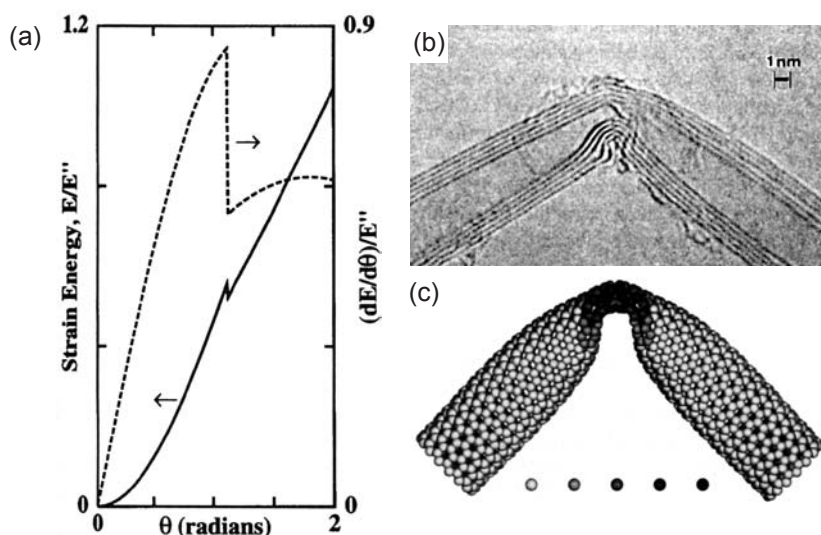 (a)
1.2
0.9
Strain Energy, E/E"
(dE/dθ)/E"
→
←
0
0
0
θ (radians)
2
(b)
1 nm
(c)